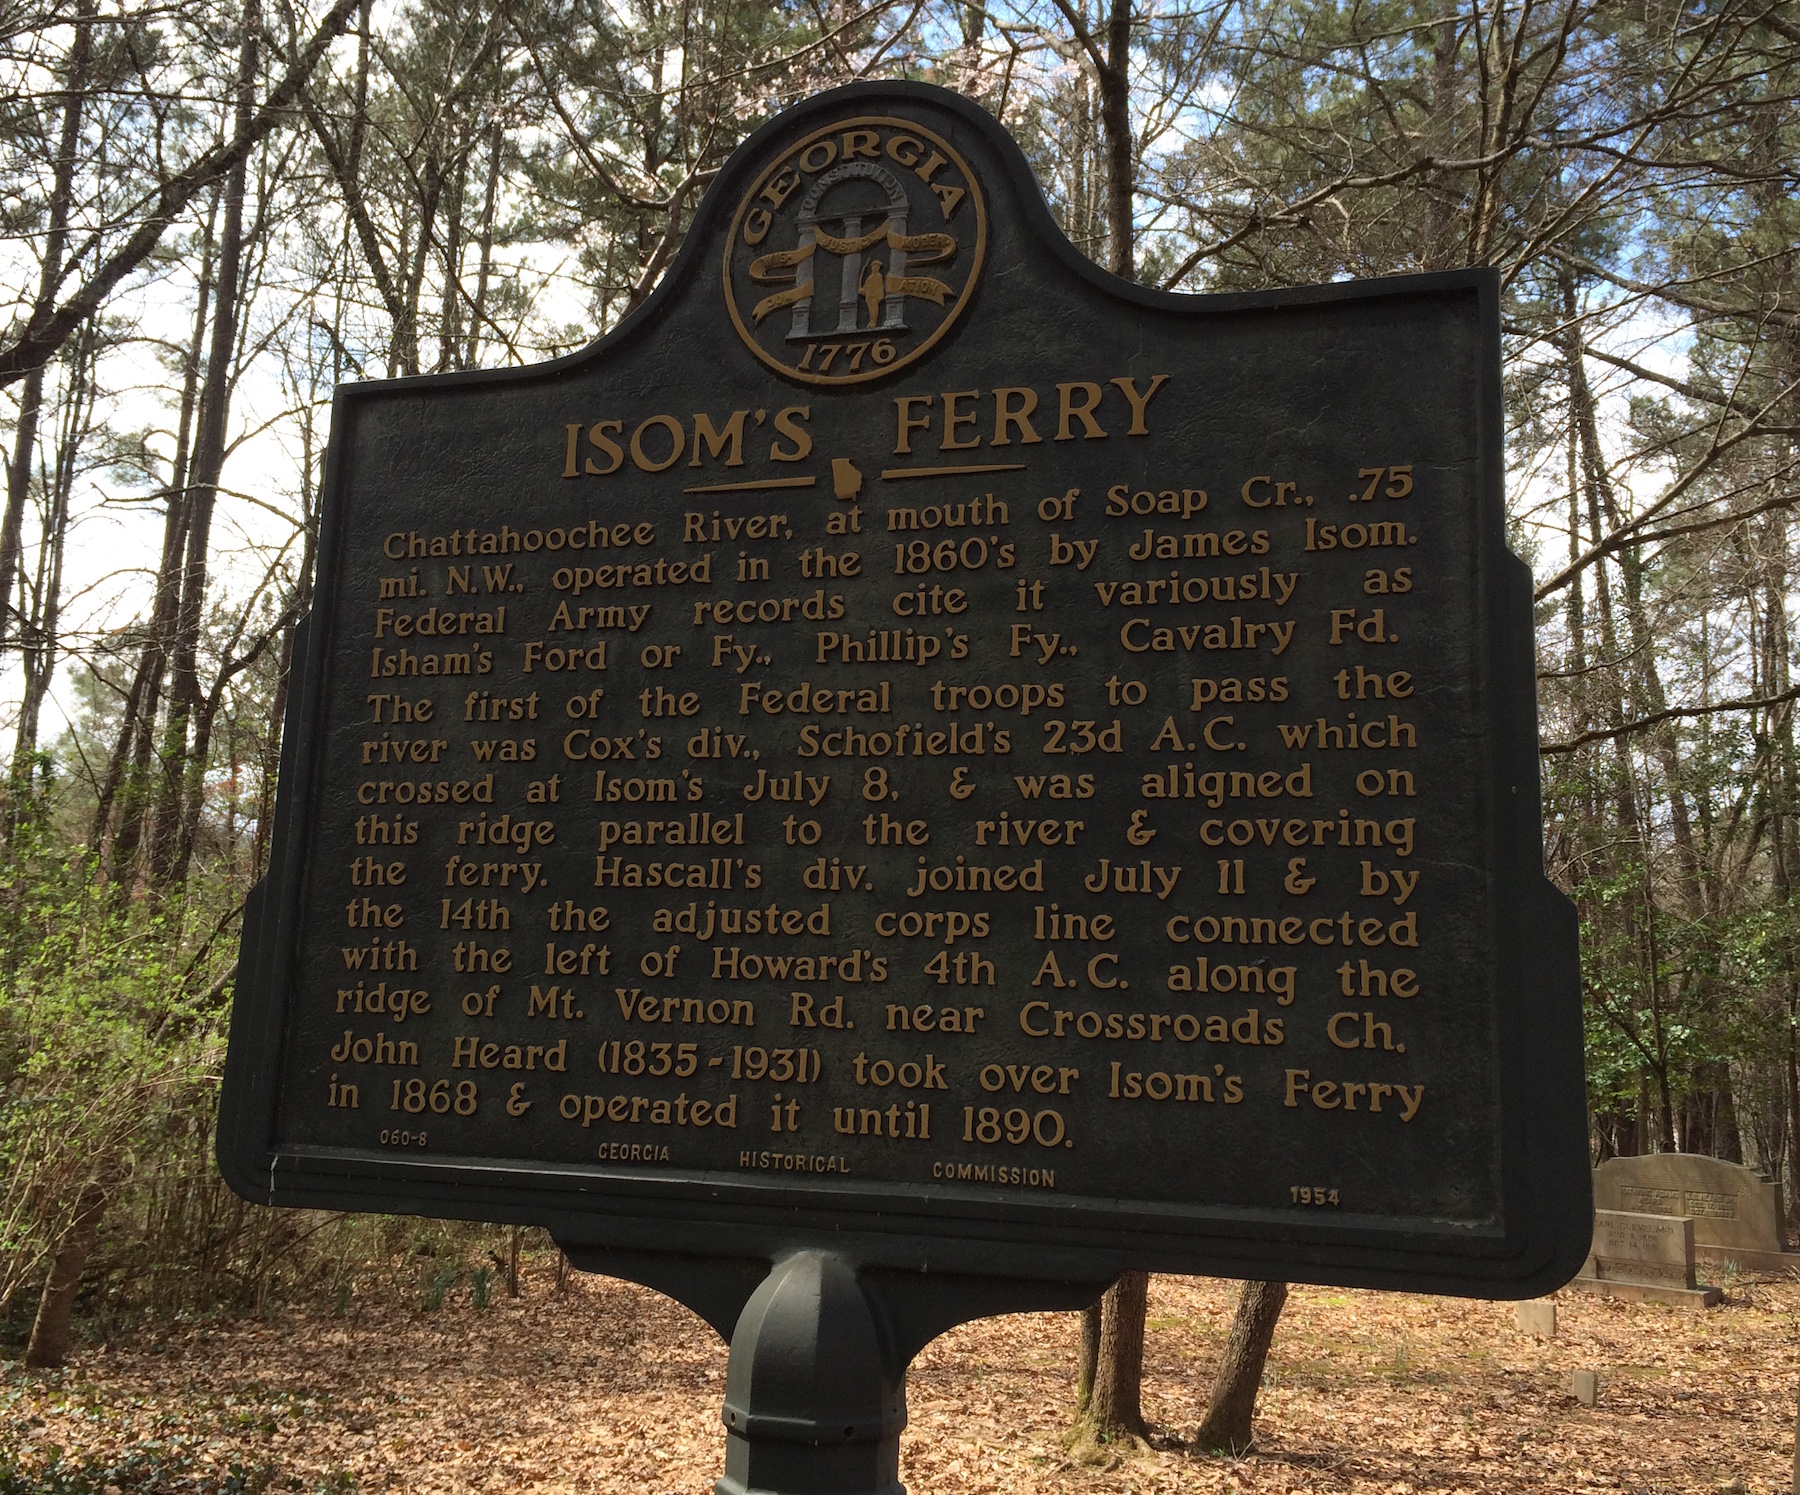 GEORGIA
CONSTITUTION
JUSTICE
MODER
ATION
1776
ISOM'S FERRY
Chattahoochee River, at mouth of Soap Cr., .75
mi. N.W., operated in the 1860's by James Isom.
Federal Army records cite it variously as
Isham's Ford or Fy., Phillip's Fy., Cavalry Fd.
The first of the Federal troops to pass the
river was Cox's div., Schofield's 23d A.C. which
crossed at Isom's July 8, & was aligned on
this ridge parallel to the river & covering
the ferry. Hascall's div. joined July 11 & by
the 14th the adjusted corps line connected
with the left of Howard's 4th A.C. along the
ridge of Mt. Vernon Rd. near Crossroads Ch.
John Heard (1835-1931) took over Isom's Ferry
in 1868 & operated it until 1890.
060-8 GEORGIA HISTORICAL COMMISSION 1954